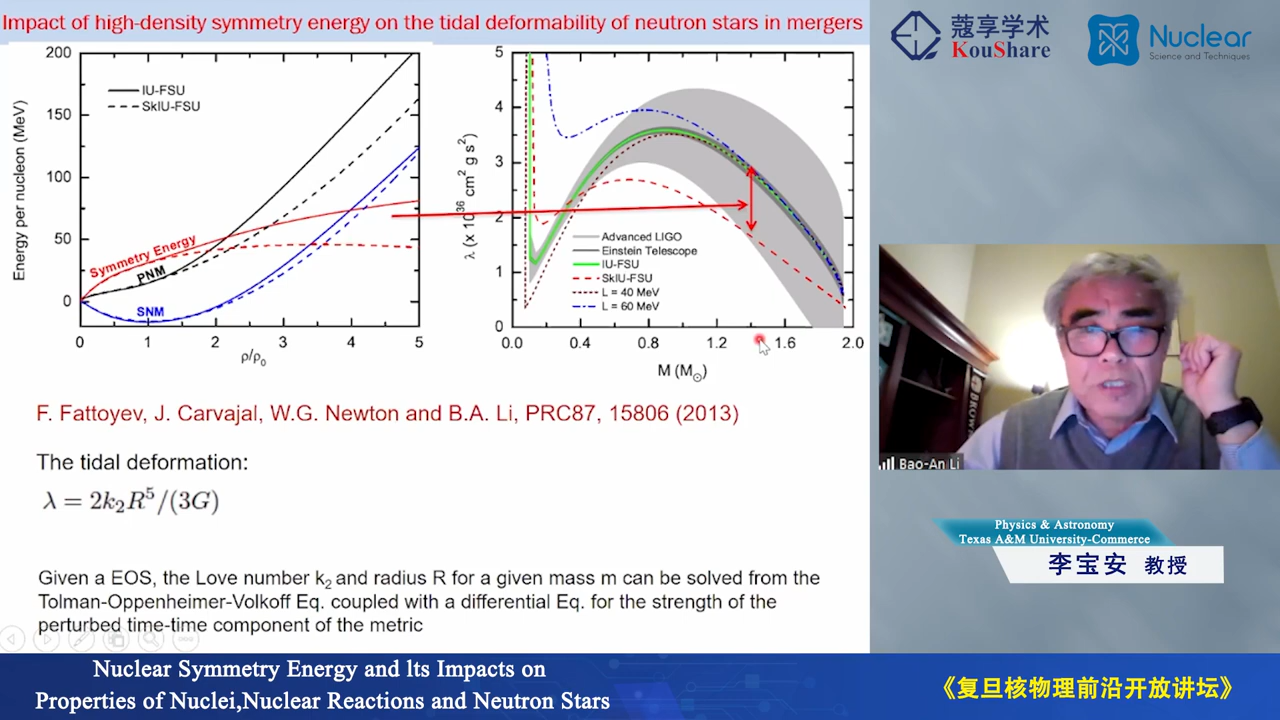 Impact of high-density symmetry energy on the tidal deformability of neutron stars in mergers
200
150
100
50
0
Energy per nucleon (MeV)
IU-FSU
SkIU-FSU
Symmetry Energy
PNM
SNM
0 1 2 3 4 5
ρ/ρ₀
5
4
3
2
1
0
λ (x 10³⁶ cm² g s²)
Advanced LIGO
Einstein Telescope
IU-FSU
SkIU-FSU
L = 40 MeV
L = 60 MeV
0.0 0.4 0.8 1.2 1.6 2.0
M (M⊙)
F. Fattoyev, J. Carvajal, W.G. Newton and B.A. Li, PRC87, 15806 (2013)
The tidal deformation:
λ = 2k₂R⁵/(3G)
Given a EOS, the Love number k₂ and radius R for a given mass m can be solved from the
Tolman-Oppenheimer-Volkoff Eq. coupled with a differential Eq. for the strength of the
perturbed time-time component of the metric
蔻享学术
KouShare
Nuclear
Science and Techniques
BROWN
Bao-An Li
Physics & Astronomy
Texas A&M University-Commerce
李宝安 教授
Nuclear Symmetry Energy and lts Impacts on
Properties of Nuclei,Nuclear Reactions and Neutron Stars
《复旦核物理前沿开放讲坛》